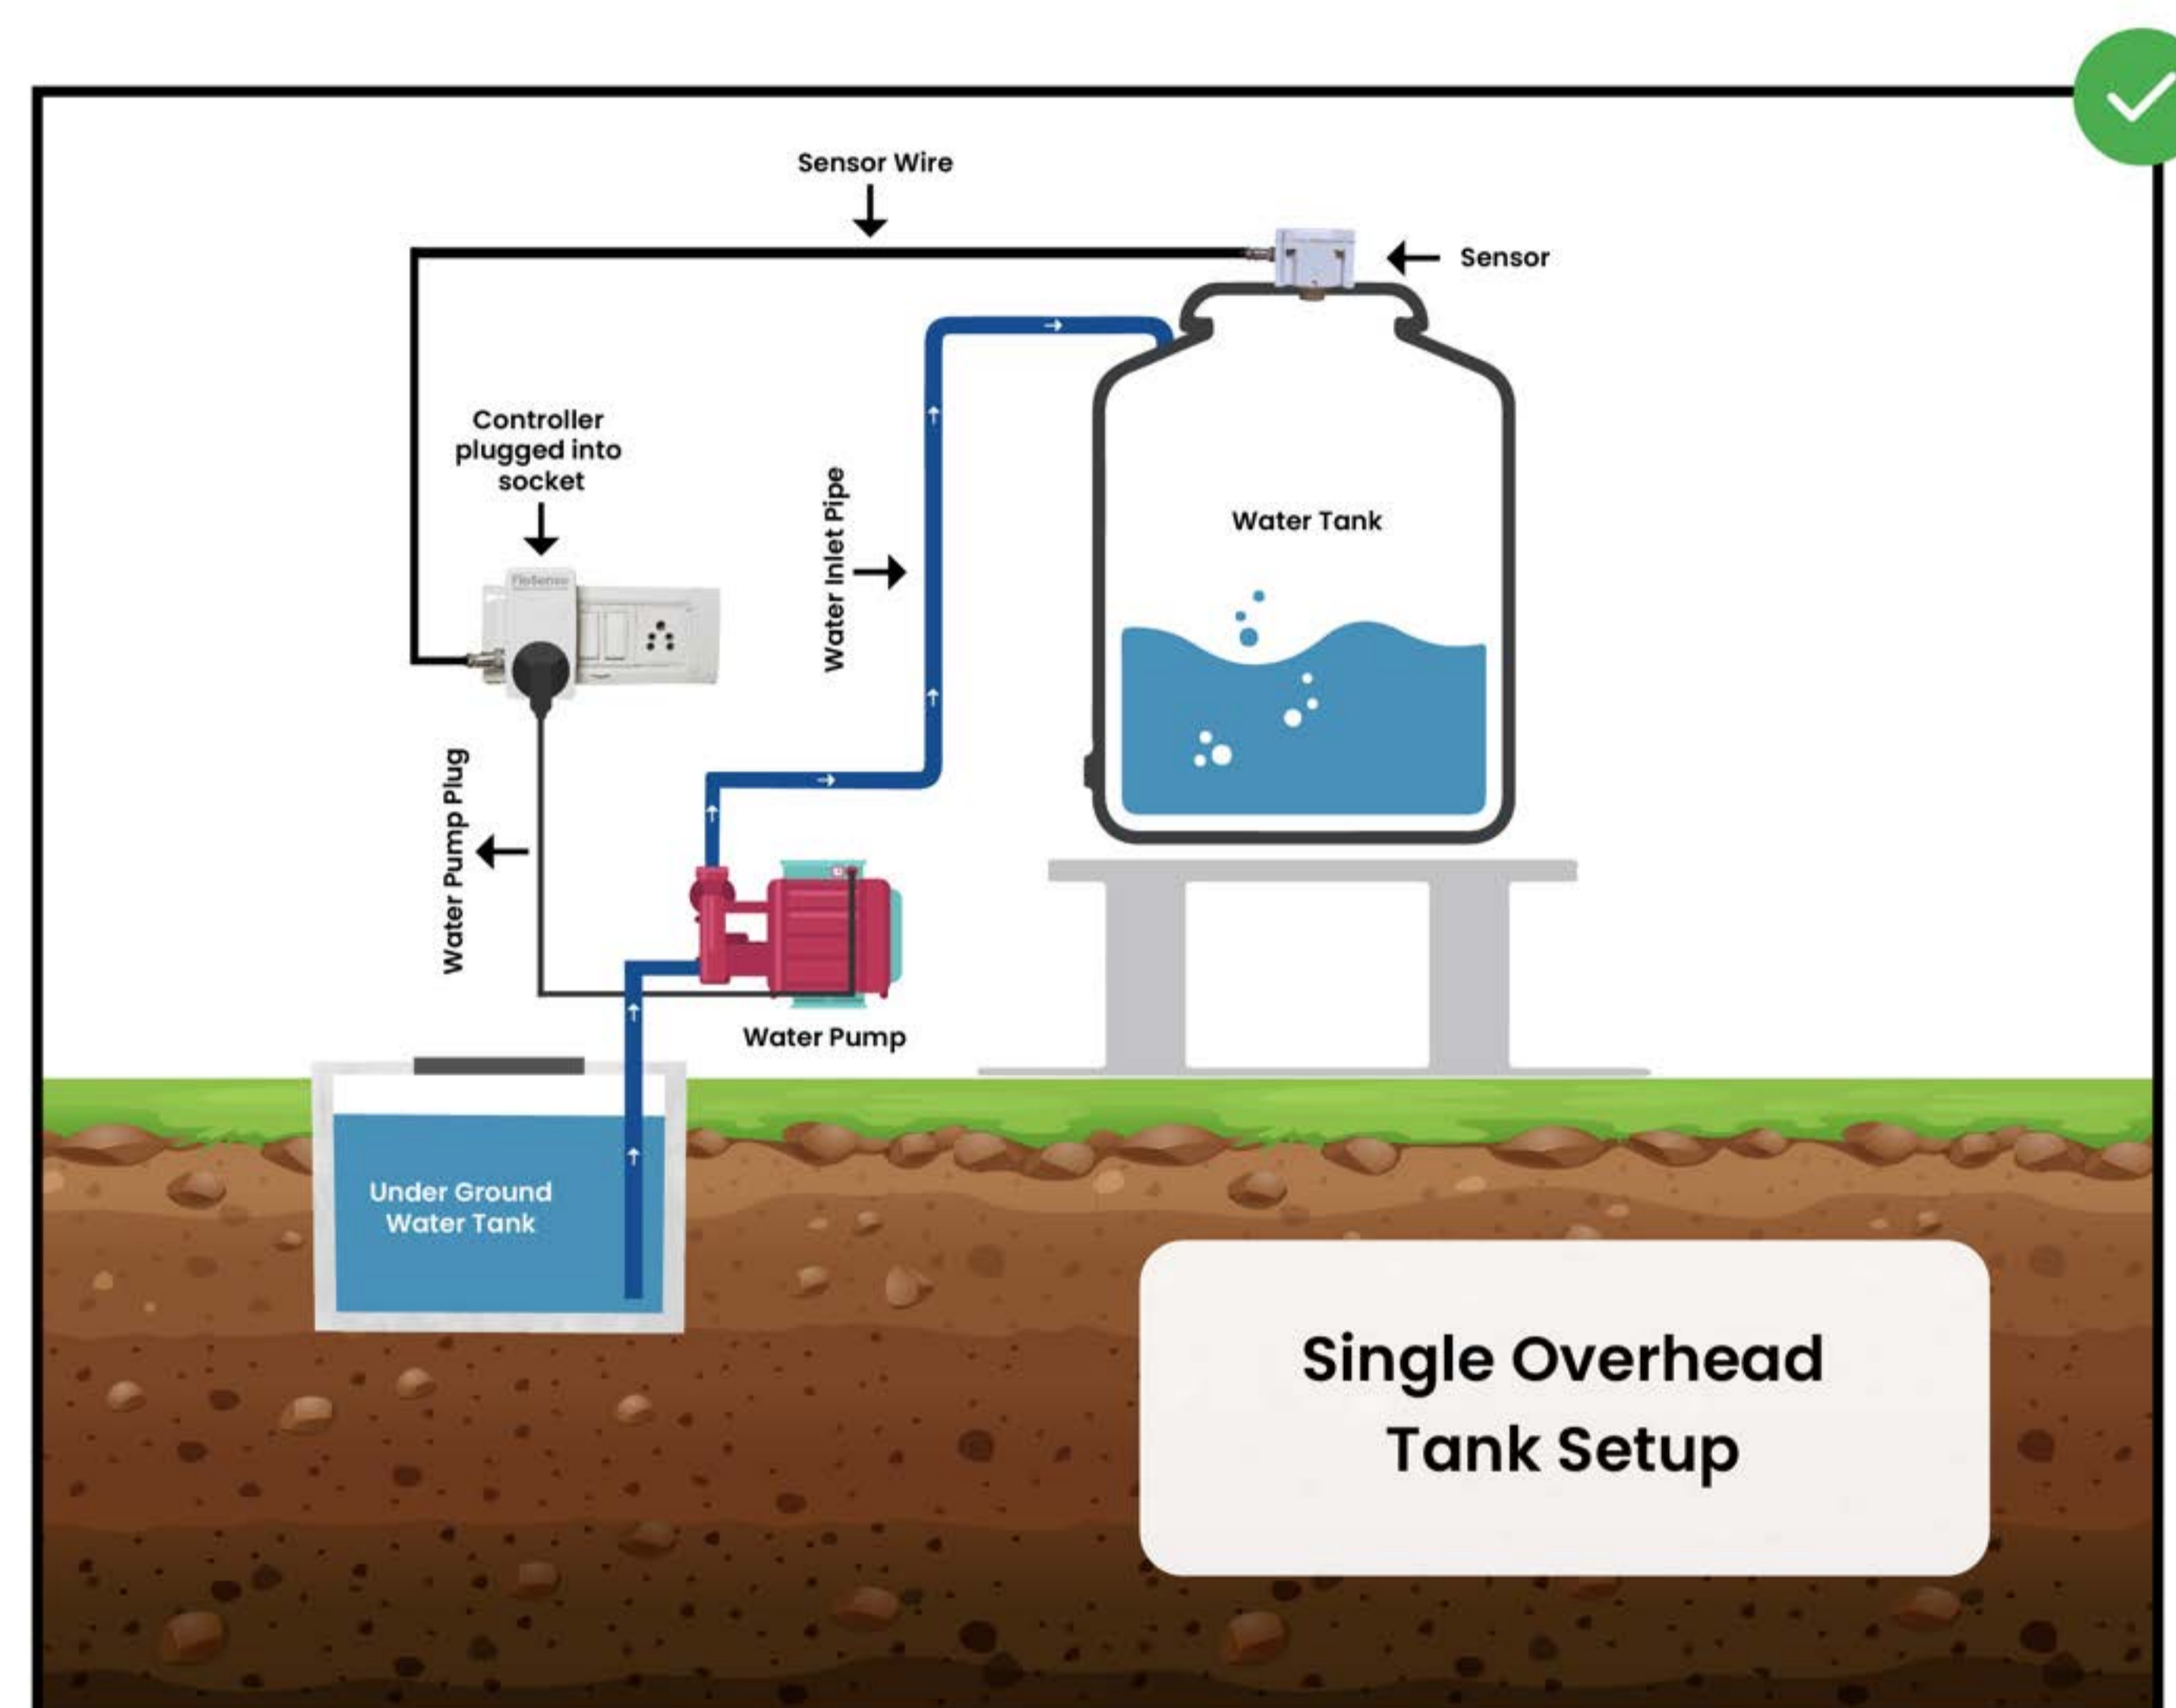 Sensor Wire
Sensor
Controller
plugged into
socket
FloSenso
Water Inlet Pipe
Water Tank
Water Pump Plug
Water Pump
Under Ground
Water Tank
Single Overhead
Tank Setup